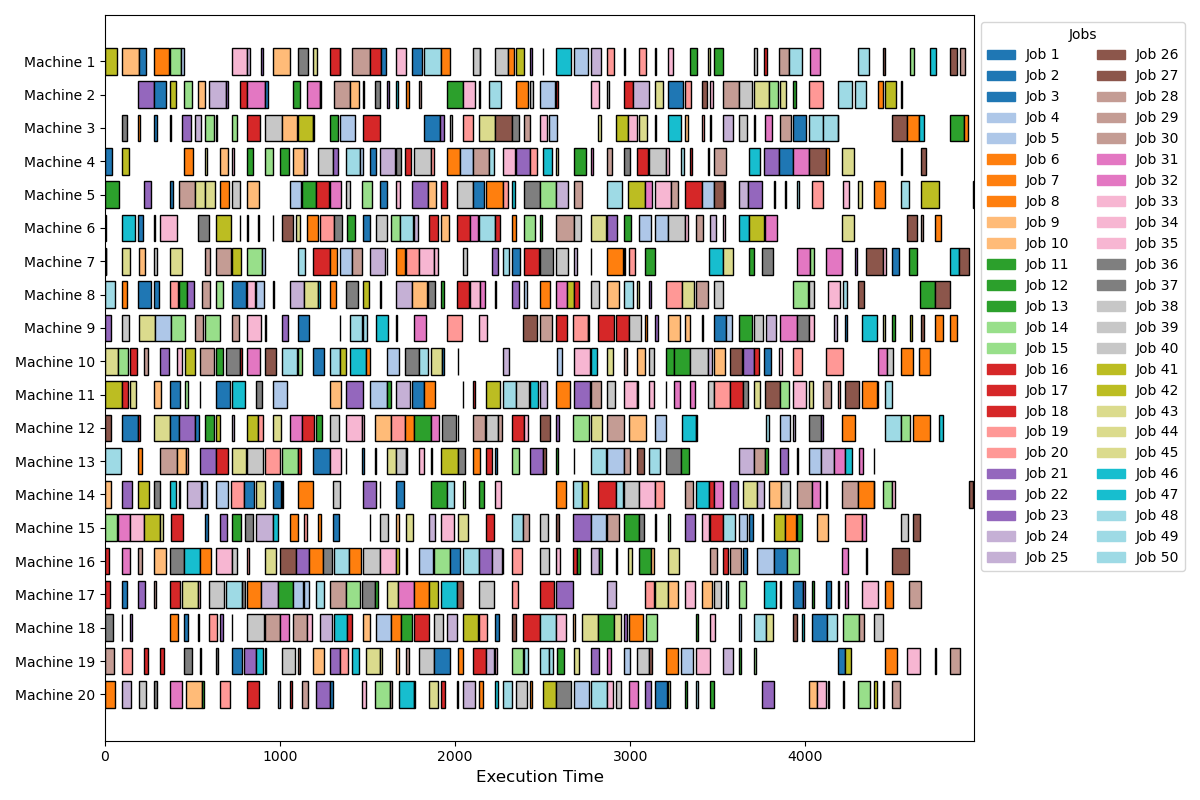 Machine 1
Machine 2
Machine 3
Machine 4
Machine 5
Machine 6
Machine 7
Machine 8
Machine 9
Machine 10
Machine 11
Machine 12
Machine 13
Machine 14
Machine 15
Machine 16
Machine 17
Machine 18
Machine 19
Machine 20
0 1000 2000 3000 4000
Execution Time
Jobs
Job 1 Job 26
Job 2 Job 27
Job 3 Job 28
Job 4 Job 29
Job 5 Job 30
Job 6 Job 31
Job 7 Job 32
Job 8 Job 33
Job 9 Job 34
Job 10 Job 35
Job 11 Job 36
Job 12 Job 37
Job 13 Job 38
Job 14 Job 39
Job 15 Job 40
Job 16 Job 41
Job 17 Job 42
Job 18 Job 43
Job 19 Job 44
Job 20 Job 45
Job 21 Job 46
Job 22 Job 47
Job 23 Job 48
Job 24 Job 49
Job 25 Job 50